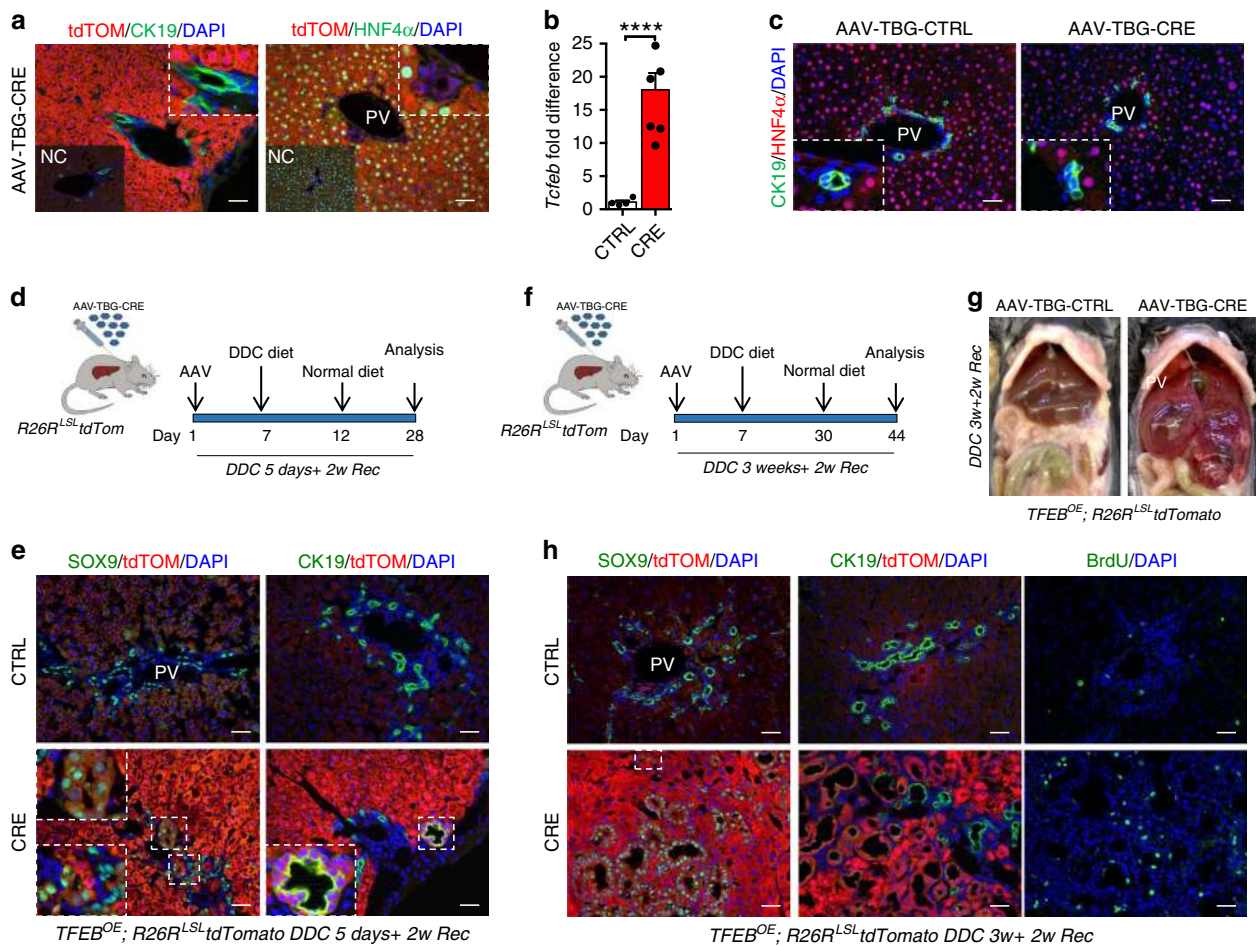 a
tdTOM/CK19/DAPI
tdTOM/HNF4α/DAPI
AAV-TBG-CRE
NC
NC
PV
b
****
Tcfeb fold difference
25
20
15
10
5
0
CTRL
CRE
c
AAV-TBG-CTRL
AAV-TBG-CRE
CK19/HNF4α/DAPI
PV
PV
d
AAV-TBG-CRE
R26R^LSL tdTom
AAV
DDC diet
Normal diet
Analysis
Day 1 7 12 28
DDC 5 days+ 2w Rec
f
AAV-TBG-CRE
R26R^LSL tdTom
AAV
DDC diet
Normal diet
Analysis
Day 1 7 30 44
DDC 3 weeks+ 2w Rec
g
AAV-TBG-CTRL
AAV-TBG-CRE
DDC 3w+2w Rec
PV
TFEB^OE; R26R^LSL tdTomato
e
SOX9/tdTOM/DAPI
CK19/tdTOM/DAPI
CTRL
PV
CRE
TFEB^OE; R26R^LSL tdTomato DDC 5 days+ 2w Rec
h
SOX9/tdTOM/DAPI
CK19/tdTOM/DAPI
BrdU/DAPI
CTRL
PV
CRE
TFEB^OE; R26R^LSL tdTomato DDC 3w+ 2w Rec